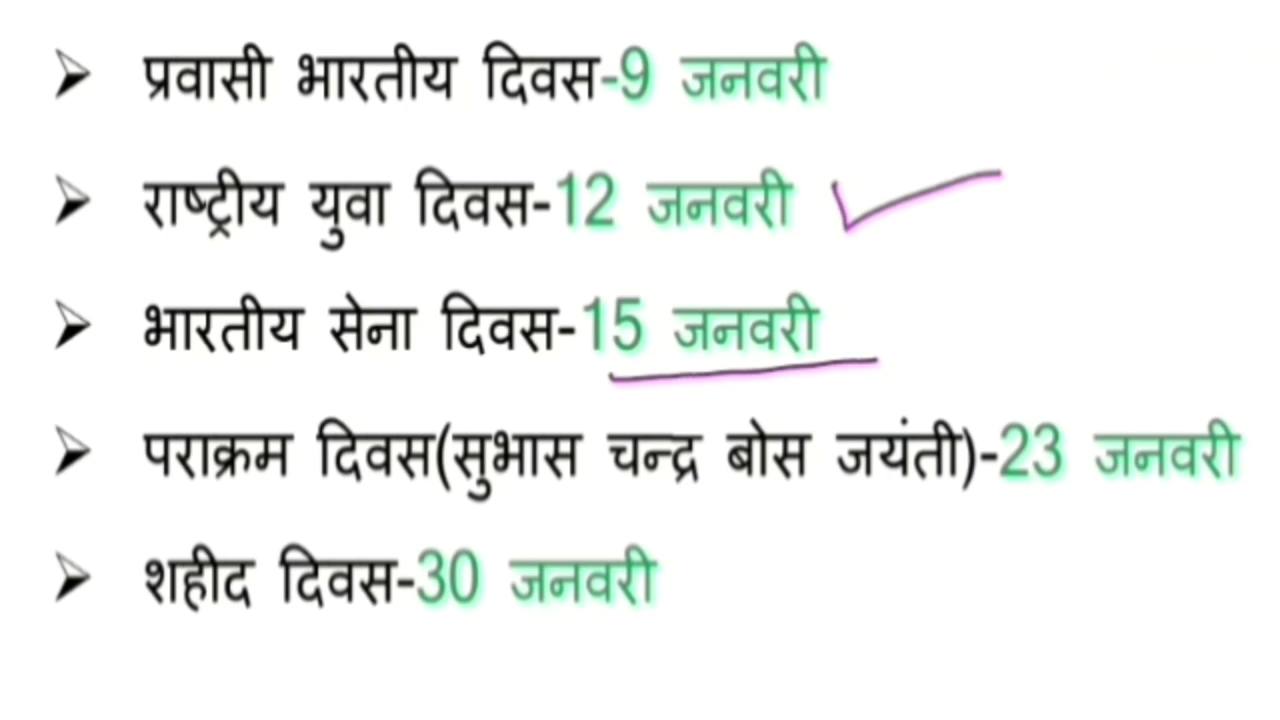 ➢ प्रवासी भारतीय दिवस-9 जनवरी
➢ राष्ट्रीय युवा दिवस-12 जनवरी
➢ भारतीय सेना दिवस-15 जनवरी
➢ पराक्रम दिवस(सुभास चन्द्र बोस जयंती)-23 जनवरी
➢ शहीद दिवस-30 जनवरी